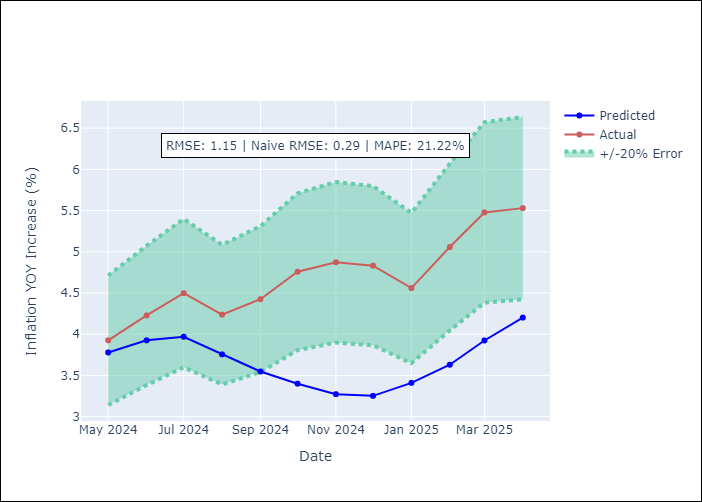 RMSE: 1.15 | Naive RMSE: 0.29 | MAPE: 21.22%
Predicted
Actual
+/-20% Error
Inflation YOY Increase (%)
6.5
6
5.5
5
4.5
4
3.5
3
May 2024
Jul 2024
Sep 2024
Nov 2024
Jan 2025
Mar 2025
Date